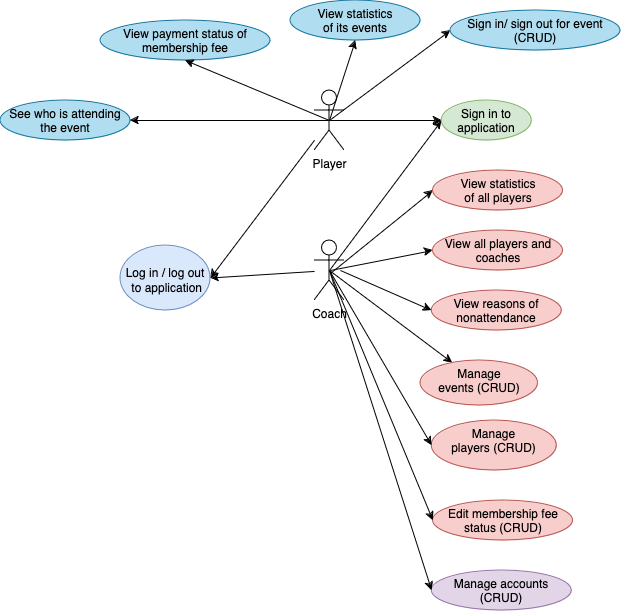 View statistics
of its events
Sign in/ sign out for event
(CRUD)
View payment status of
membership fee
See who is attending
the event
Sign in to
application
Player
View statistics
of all players
View all players and
coaches
Log in / log out
to application
View reasons of
nonattendance
Coach
Manage
events (CRUD)
Manage
players (CRUD)
Edit membership fee
status (CRUD)
Manage accounts
(CRUD)